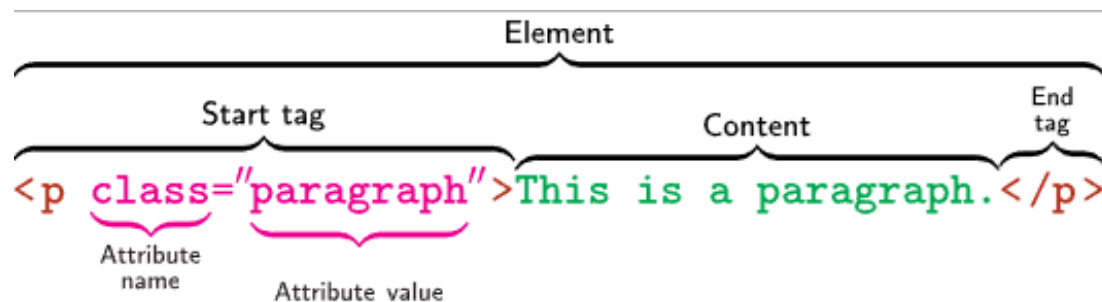 Element
Start tag
Content
End
tag
<p class="paragraph">This is a paragraph.</p>
Attribute
name
Attribute value